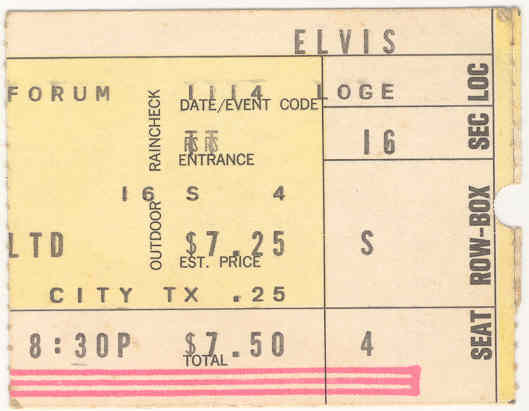 ELVIS
FORUM 1114 LOGE LOC
DATE/EVENT CODE
RAINCHECK
16 SEC
ENTRANCE
16 S 4
OUTDOOR
LTD $7.25 S ROW-BOX
EST. PRICE
CITY TX .25
8:30P $7.50 4 SEAT
TOTAL